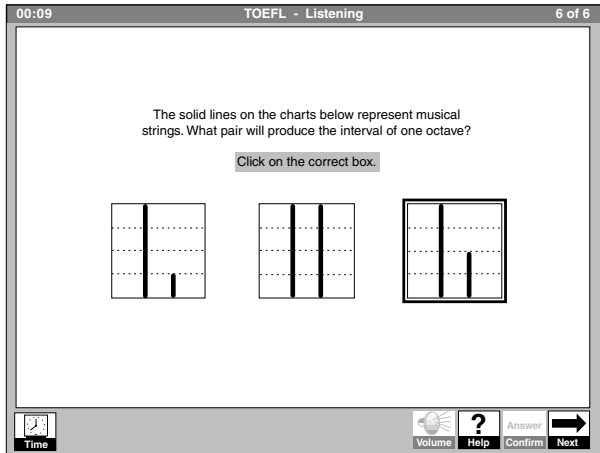 00:09 TOEFL - Listening 6 of 6
The solid lines on the charts below represent musical
strings. What pair will produce the interval of one octave?
Click on the correct box.
Time
Volume
?
Help
Answer
Confirm
Next